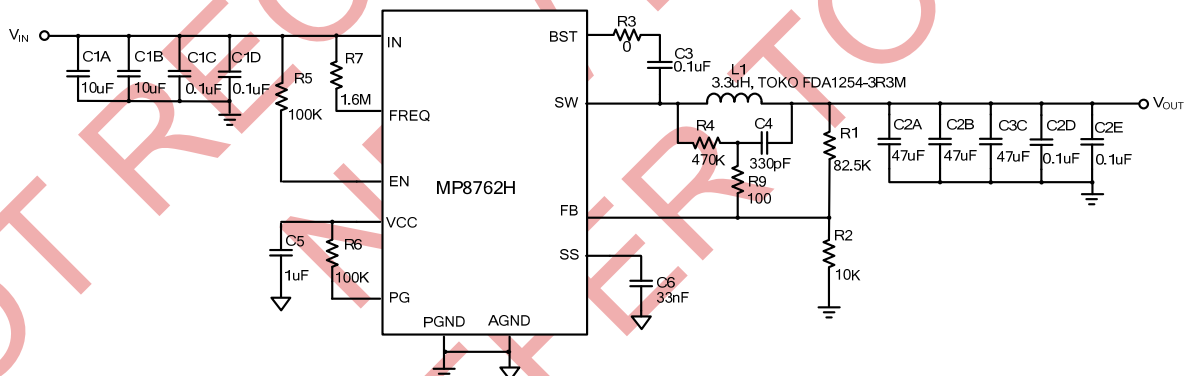 V_IN
C1A
10uF
C1B
10uF
C1C
0.1uF
C1D
0.1uF
R5
100K
R7
1.6M
IN
FREQ
EN
VCC
PG
MP8762H
PGND
AGND
BST
SW
FB
SS
C5
1uF
R6
100K
R3
0
C3
0.1uF
L1
3.3uH, TOKO FDA1254-3R3M
R4
470K
C4
330pF
R9
100
R1
82.5K
R2
10K
C6
33nF
C2A
47uF
C2B
47uF
C3C
47uF
C2D
0.1uF
C2E
0.1uF
V_OUT